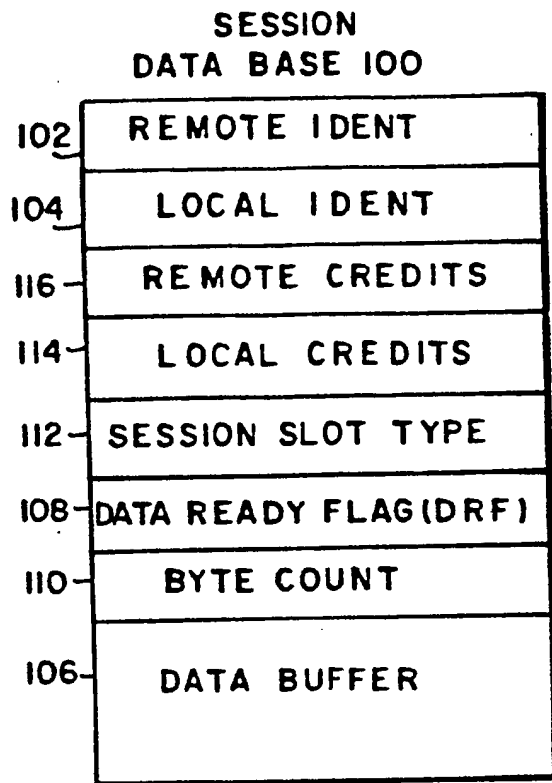 SESSION
DATA BASE 100
102 REMOTE IDENT
104 LOCAL IDENT
116 REMOTE CREDITS
114 LOCAL CREDITS
112 SESSION SLOT TYPE
108 DATA READY FLAG(DRF)
110 BYTE COUNT
106 DATA BUFFER